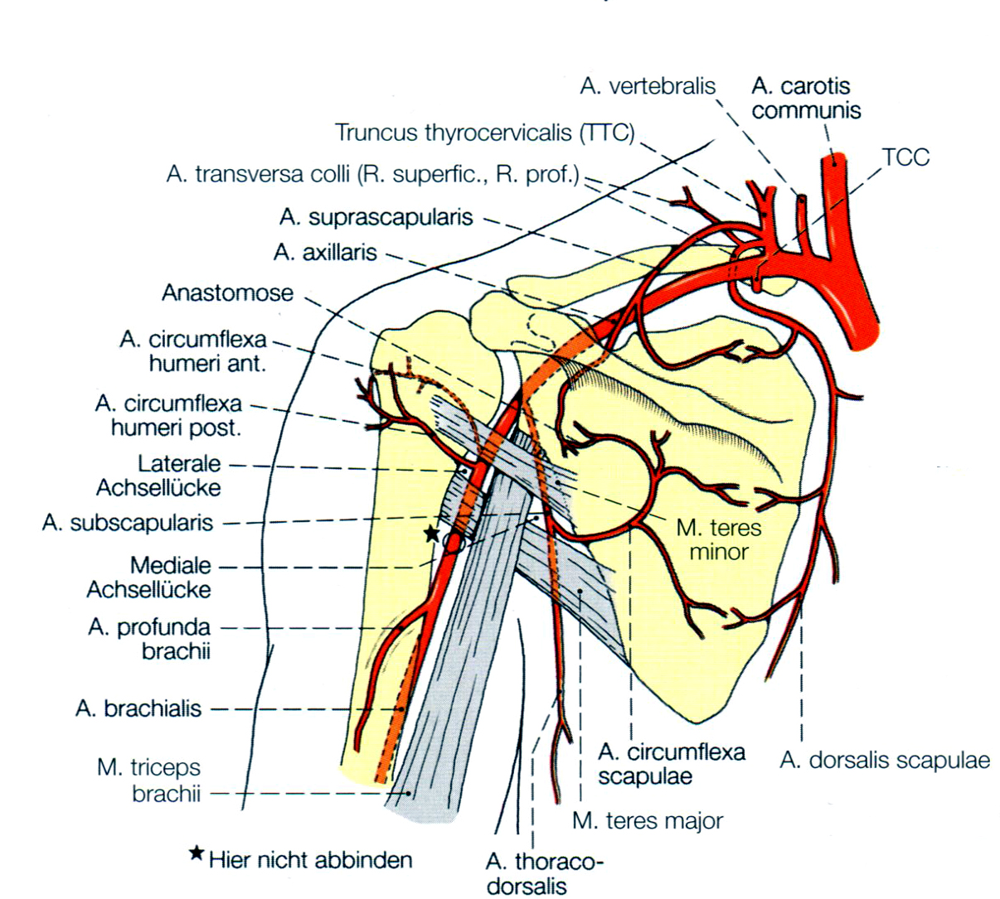 A. vertebralis
A. carotis
communis
Truncus thyrocervicalis (TTC)
TCC
A. transversa colli (R. superfic., R. prof.)
A. suprascapularis
A. axillaris
Anastomose
A. circumflexa
humeri ant.
A. circumflexa
humeri post.
Laterale
Achsellücke
A. subscapularis
M. teres
minor
Mediale
Achsellücke
A. profunda
brachii
A. brachialis
A. circumflexa
scapulae
A. dorsalis scapulae
M. triceps
brachii
M. teres major
★ Hier nicht abbinden
A. thoraco-
dorsalis